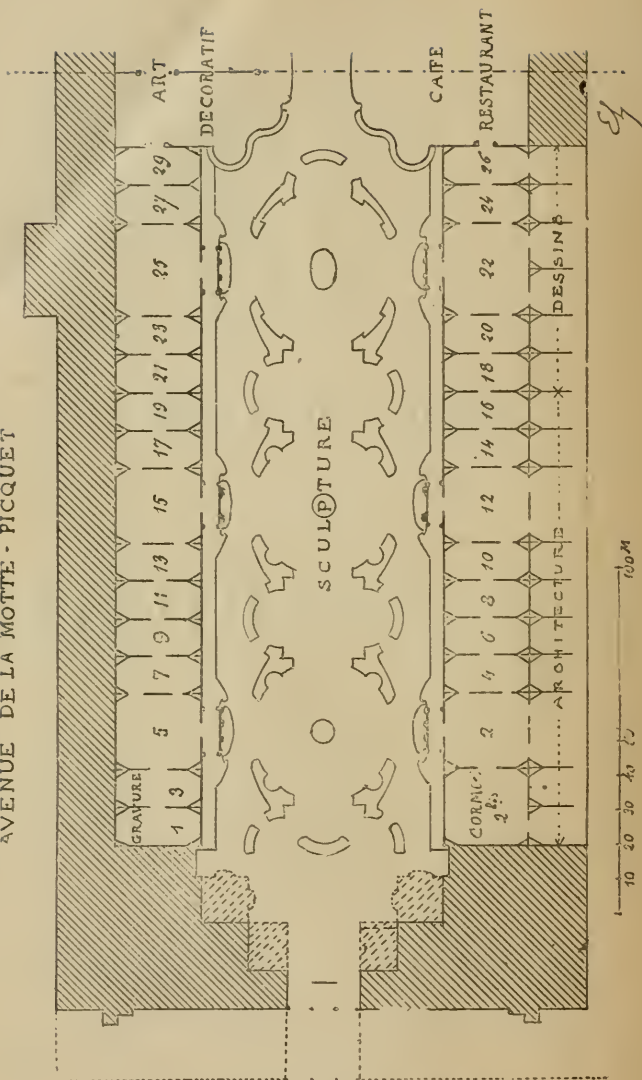 AVENUE DE LA MOTTE-PICQUET
ART
DECORATIF
GRAVURE
1 3 5 7 9 11 13 15 17 19 21 23 25 27 29
SCULPTURE
CAFE
RESTAURANT
2 bis
2 4 6 8 10 12 14 16 18 20 22 24 26
ARCHITECTURE
DESSINS
10 20 30 40 100M